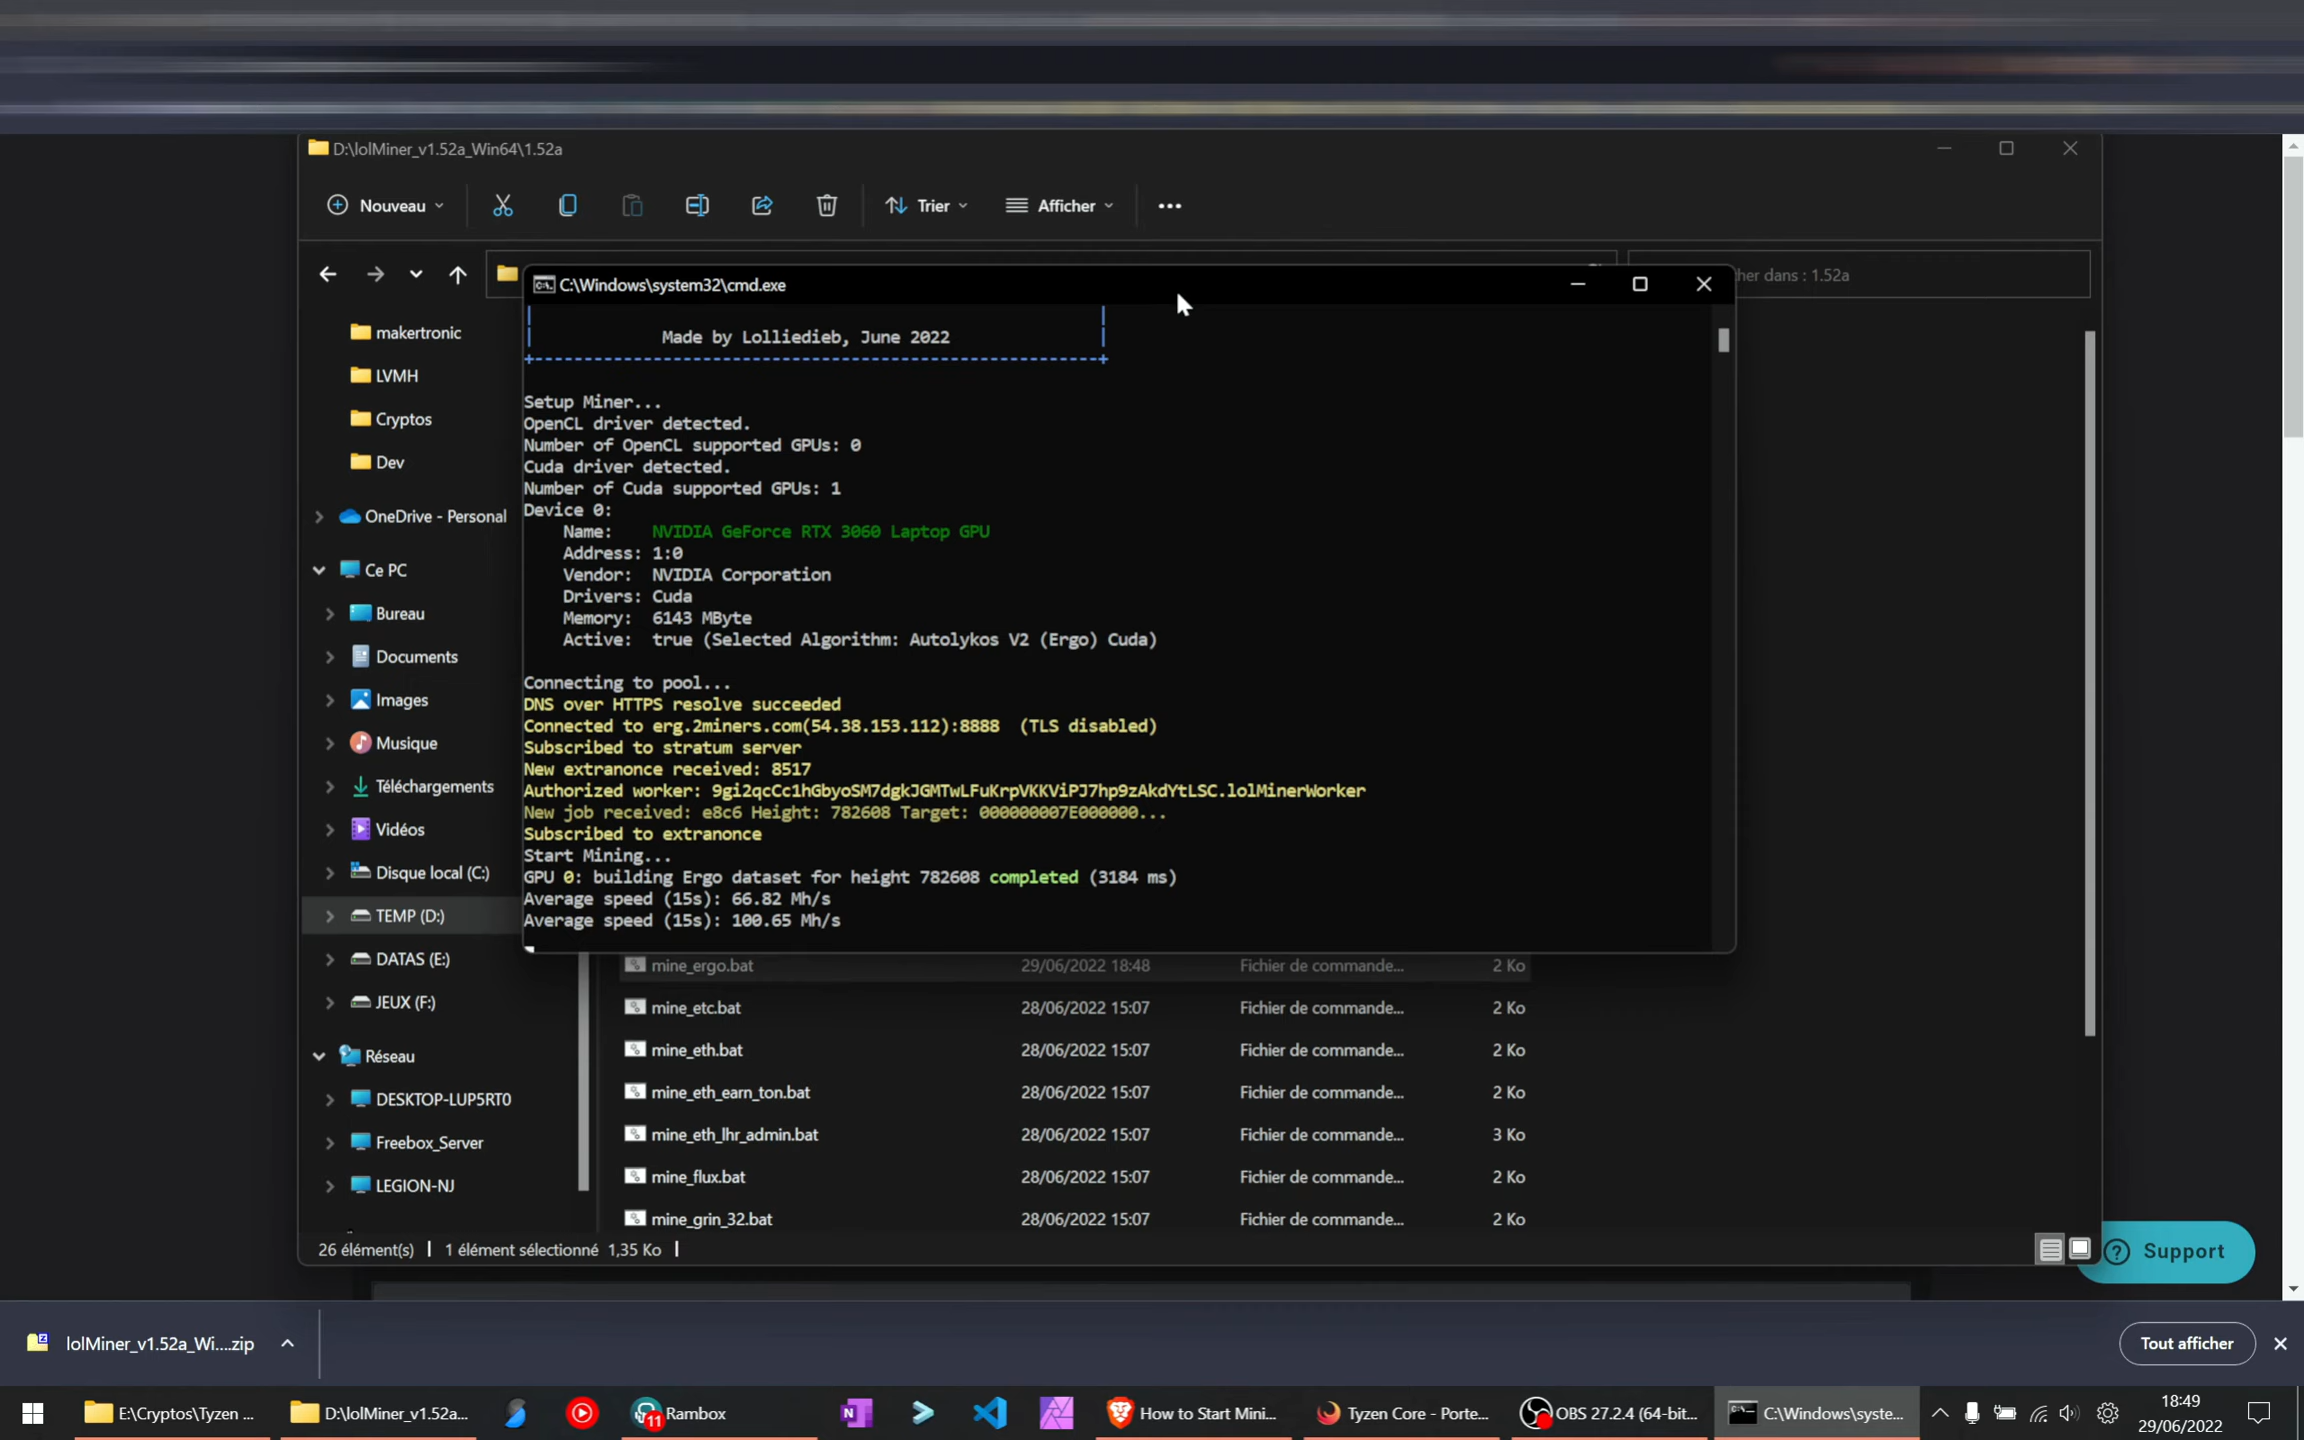 D:\lolMiner_v1.52a_Win64\1.52a
Nouveau
Trier
Afficher
C:\Windows\system32\cmd.exe
her dans : 1.52a
Made by Lolliedieb, June 2022
Setup Miner...
OpenCL driver detected.
Number of OpenCL supported GPUs: 0
Cuda driver detected.
Number of Cuda supported GPUs: 1
Device 0:
Name: NVIDIA GeForce RTX 3060 Laptop GPU
Address: 1:0
Vendor: NVIDIA Corporation
Drivers: Cuda
Memory: 6143 MByte
Active: true (Selected Algorithm: Autolykos V2 (Ergo) Cuda)
Connecting to pool...
DNS over HTTPS resolve succeeded
Connected to erg.2miners.com(54.38.153.112):8888 (TLS disabled)
Subscribed to stratum server
New extranonce received: 8517
Authorized worker: 9gi2qcCc1hGbyoSM7dgkJGMTwLFuKrpVKKViPJ7hp9zAkdYtLSC.lolMinerWorker
New job received: e8c6 Height: 782608 Target: 000000007E000000...
Subscribed to extranonce
Start Mining...
GPU 0: building Ergo dataset for height 782608 completed (3184 ms)
Average speed (15s): 66.82 Mh/s
Average speed (15s): 100.65 Mh/s
makertronic
LVMH
Cryptos
Dev
OneDrive - Personal
Ce PC
Bureau
Documents
Images
Musique
Téléchargements
Vidéos
Disque local (C:)
TEMP (D:)
DATAS (E:)
JEUX (F:)
Réseau
DESKTOP-LUP5RT0
Freebox_Server
LEGION-NJ
mine_ergo.bat 29/06/2022 18:48 Fichier de commande... 2 Ko
mine_etc.bat 28/06/2022 15:07 Fichier de commande... 2 Ko
mine_eth.bat 28/06/2022 15:07 Fichier de commande... 2 Ko
mine_eth_earn_ton.bat 28/06/2022 15:07 Fichier de commande... 2 Ko
mine_eth_lhr_admin.bat 28/06/2022 15:07 Fichier de commande... 3 Ko
mine_flux.bat 28/06/2022 15:07 Fichier de commande... 2 Ko
mine_grin_32.bat 28/06/2022 15:07 Fichier de commande... 2 Ko
26 élément(s) 1 élément sélectionné 1,35 Ko
Support
lolMiner_v1.52a_Wi....zip
Tout afficher
E:\Cryptos\Tyzen ...
D:\lolMiner_v1.52a...
11 Rambox
How to Start Mini...
Tyzen Core - Porte...
OBS 27.2.4 (64-bit...
C:\Windows\syste...
18:49
29/06/2022